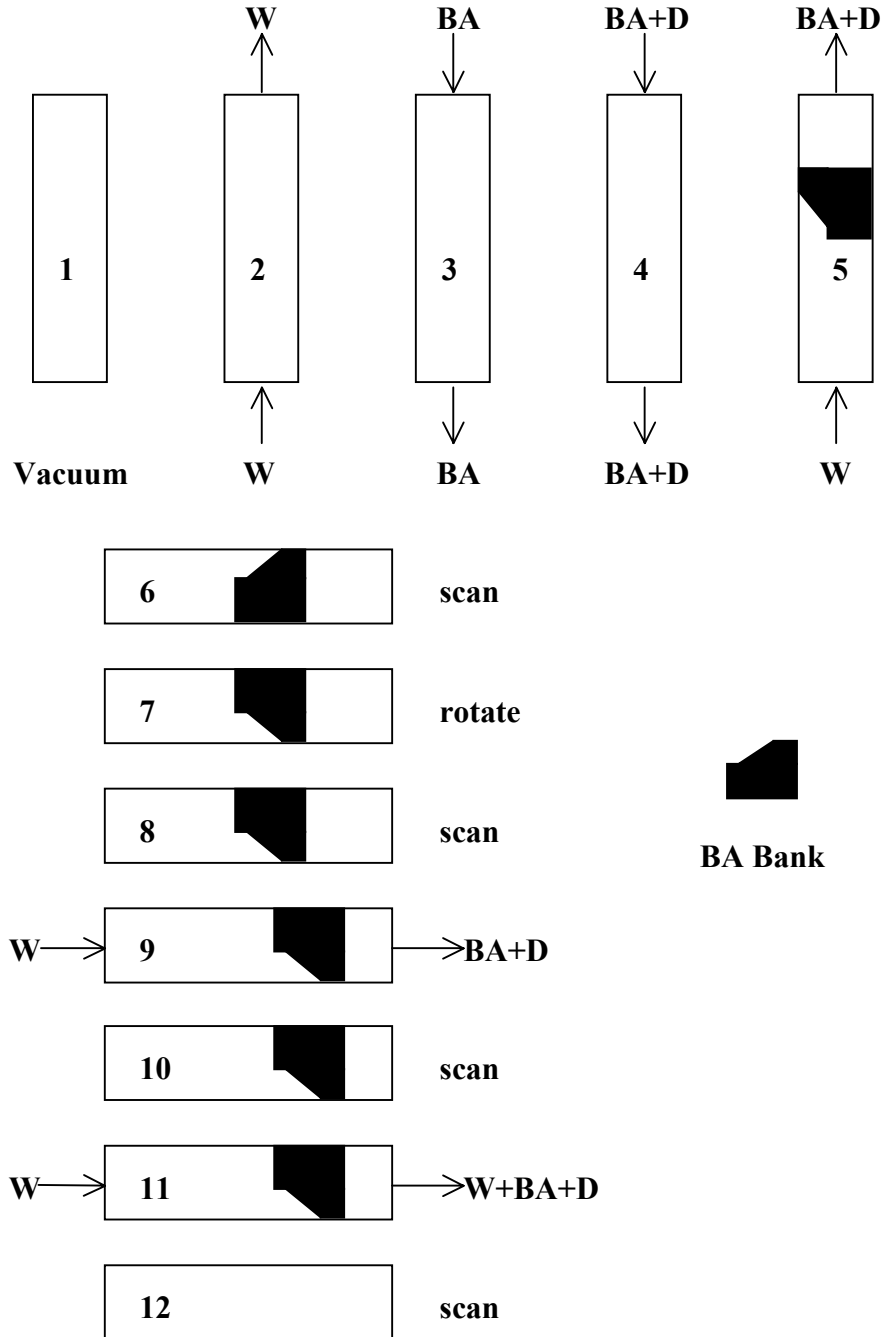 W BA BA+D BA+D
1 2 3 4 5
Vacuum W BA BA+D W
6 scan
7 rotate
8 scan
BA Bank
W 9 BA+D
10 scan
W 11 W+BA+D
12 scan